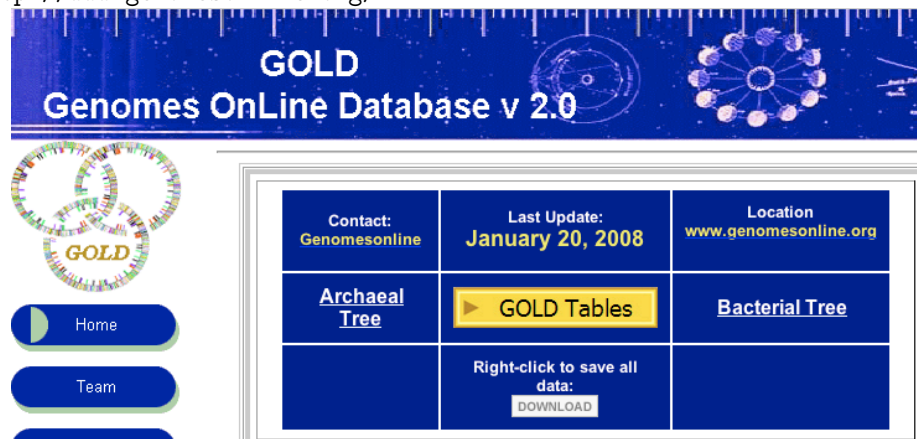 GOLD
Genomes OnLine Database v 2.0
GOLD
Home
Team
Contact:
Genomesonline
Last Update:
January 20, 2008
Location
www.genomesonline.org
Archaeal
Tree
GOLD Tables
Bacterial Tree
Right-click to save all
data:
DOWNLOAD